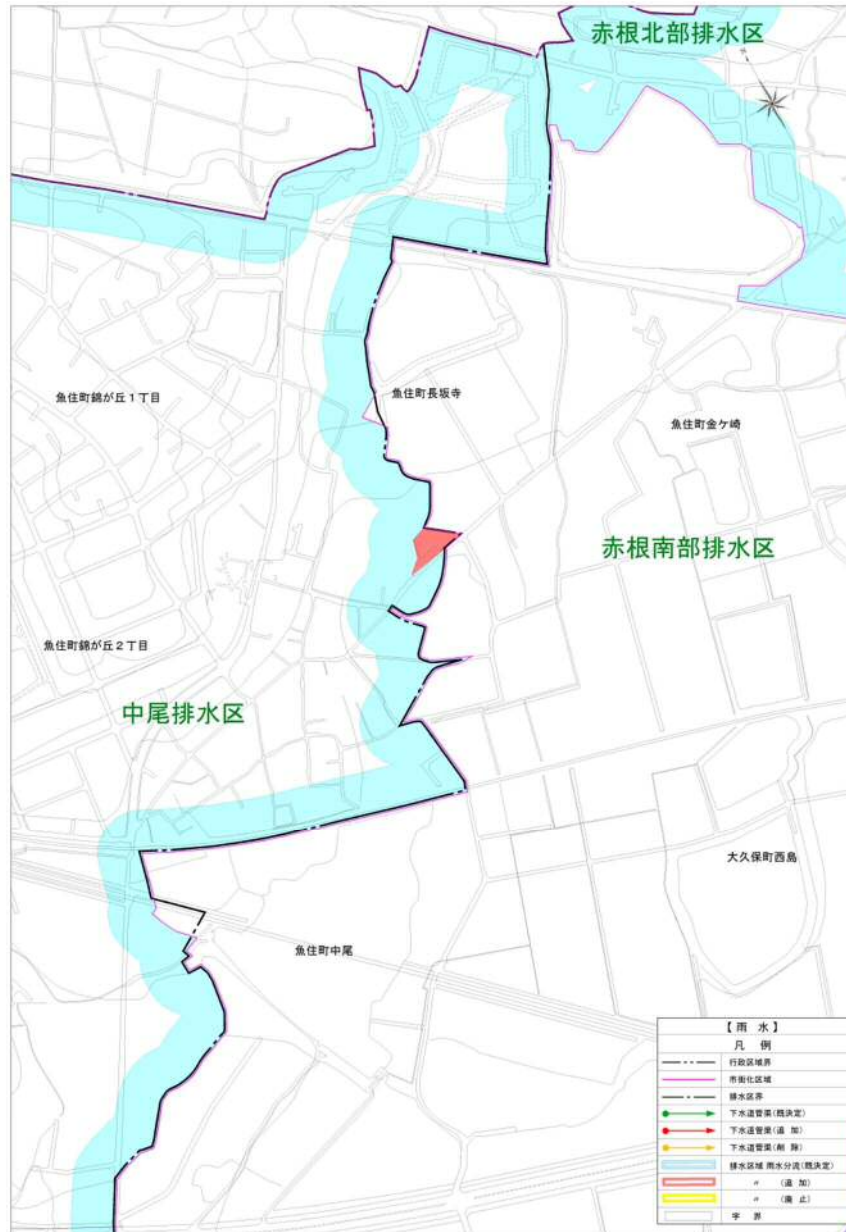 赤根北部排水区
魚住町錦が丘1丁目
魚住町長坂寺
魚住町金ケ崎
赤根南部排水区
魚住町錦が丘2丁目
中尾排水区
大久保町西島
魚住町中尾
【雨 水】
凡 例
行政区域界
市街化区域
排水区界
下水道管渠(既決定)
下水道管渠(追 加)
下水道管渠(削 除)
排水区域 雨水分流(既決定)
〃 (追 加)
〃 (廃 止)
字 界